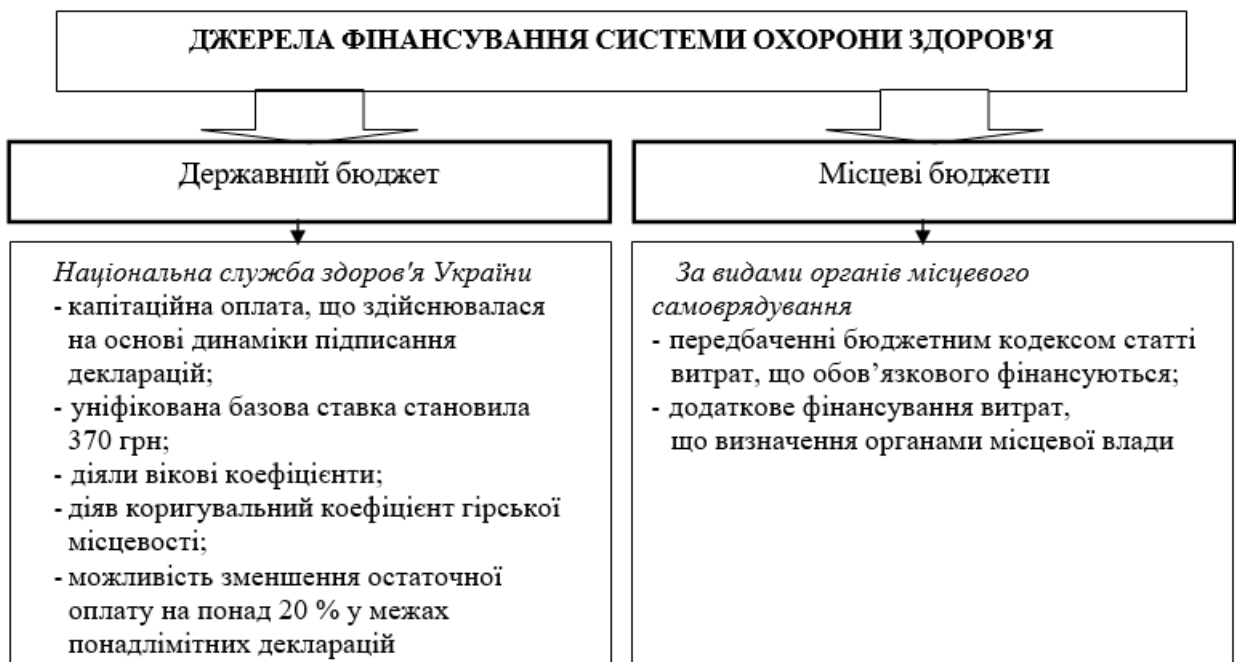 ДЖЕРЕЛА ФІНАНСУВАННЯ СИСТЕМИ ОХОРОНИ ЗДОРОВ'Я
Державний бюджет
Національна служба здоров'я України
- капітаційна оплата, що здійснювалася
на основі динаміки підписання
декларацій;
- уніфікована базова ставка становила
370 грн;
- діяли вікові коефіцієнти;
- діяв коригувальний коефіцієнт гірської
місцевості;
- можливість зменшення остаточної
оплату на понад 20 % у межах
понадлімітних декларацій
Місцеві бюджети
За видами органів місцевого
самоврядування
- передбаченні бюджетним кодексом статті
витрат, що обов’язкового фінансуються;
- додаткове фінансування витрат,
що визначення органами місцевої влади